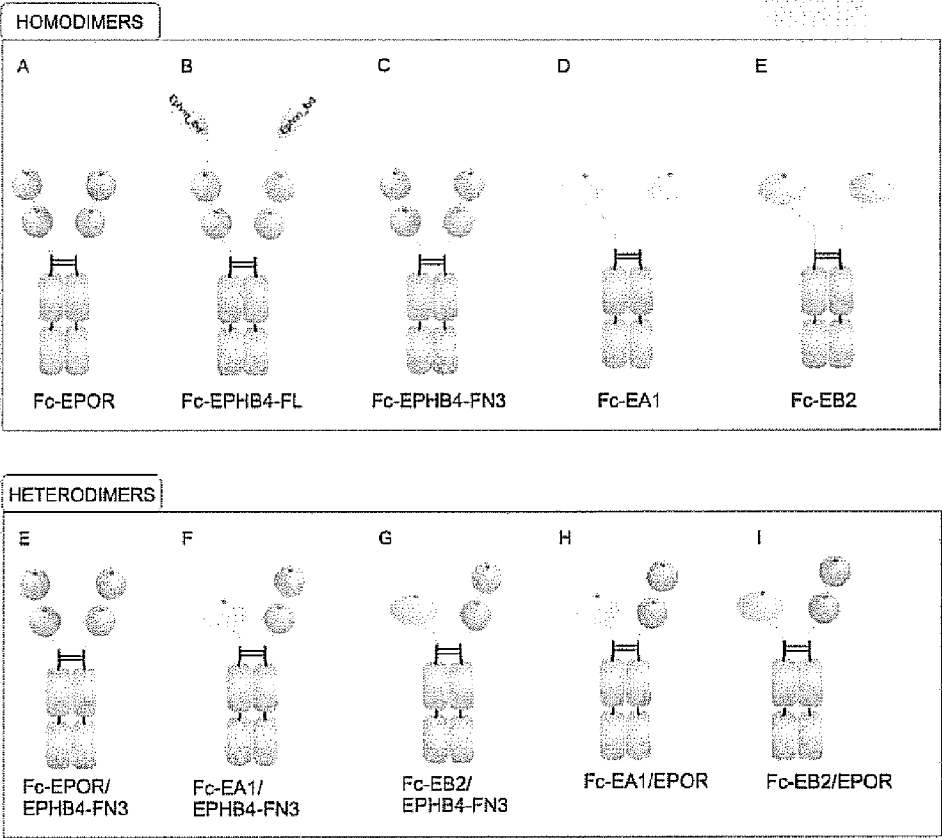 HOMODIMERS
A B C D E
Fc-EPOR Fc-EPHB4-FL Fc-EPHB4-FN3 Fc-EA1 Fc-EB2
HETERODIMERS
E F G H I
Fc-EPOR/
EPHB4-FN3
Fc-EA1/
EPHB4-FN3
Fc-EB2/
EPHB4-FN3
Fc-EA1/EPOR
Fc-EB2/EPOR